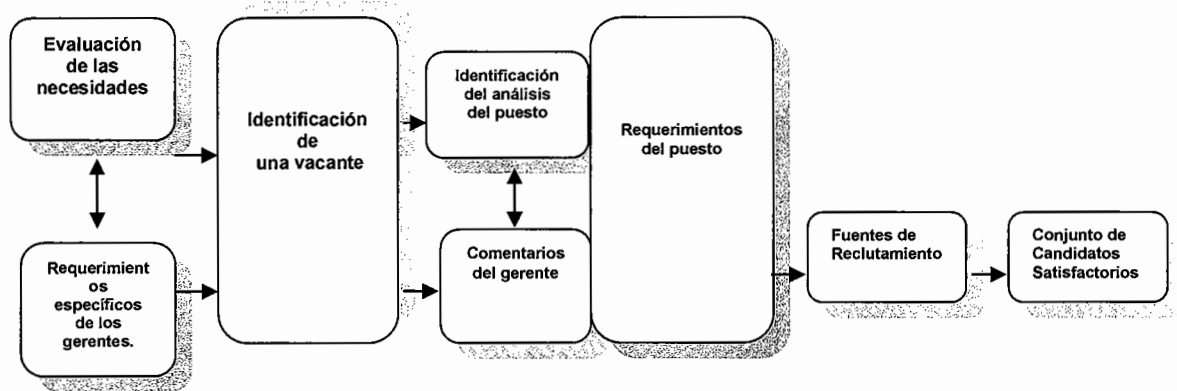 Evaluación
de las
necesidades
Requerimient
os
específicos
de los
gerentes.
Identificación
de
una vacante
Identificación
del análisis
del puesto
Comentarios
del gerente
Requerimientos
del puesto
Fuentes de
Reclutamiento
Conjunto de
Candidatos
Satisfactorios